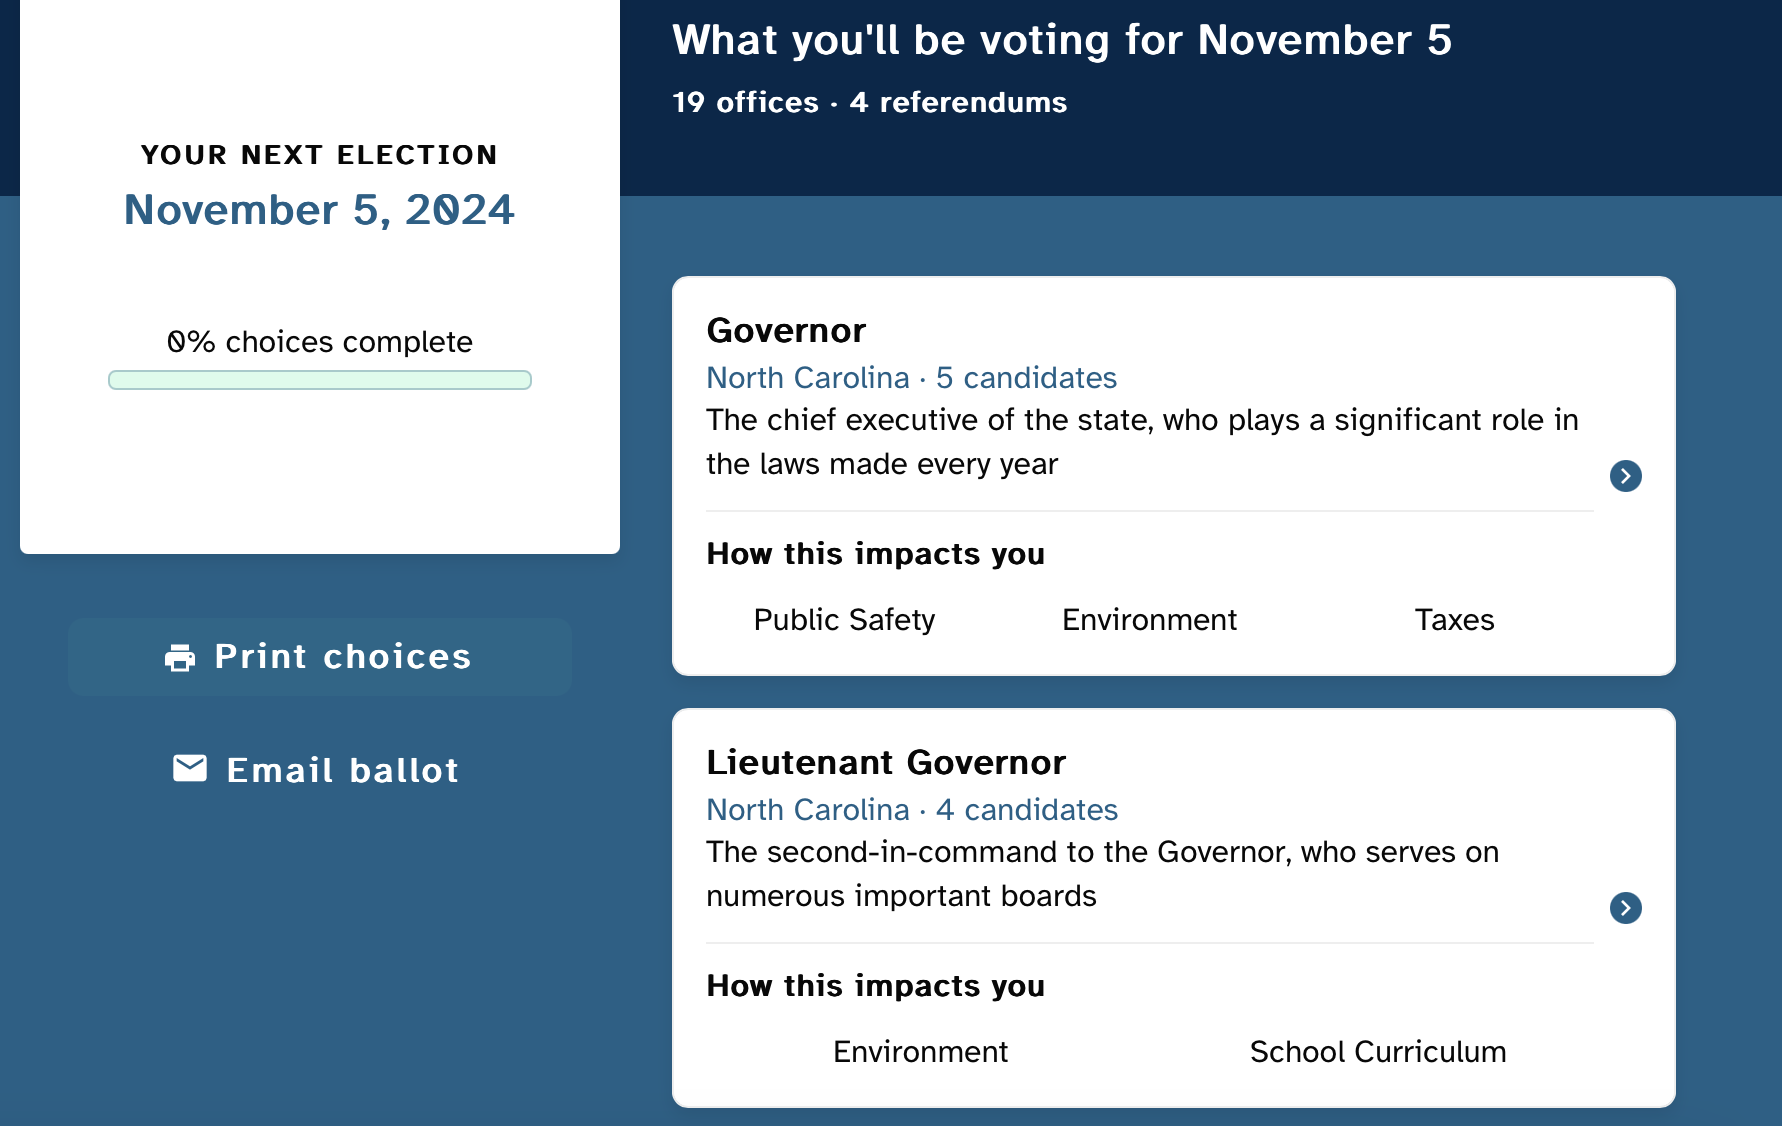 YOUR NEXT ELECTION
November 5, 2024
0% choices complete
Print choices
Email ballot
What you'll be voting for November 5
19 offices · 4 referendums
Governor
North Carolina · 5 candidates
The chief executive of the state, who plays a significant role in
the laws made every year
How this impacts you
Public Safety Environment Taxes
Lieutenant Governor
North Carolina · 4 candidates
The second-in-command to the Governor, who serves on
numerous important boards
How this impacts you
Environment School Curriculum